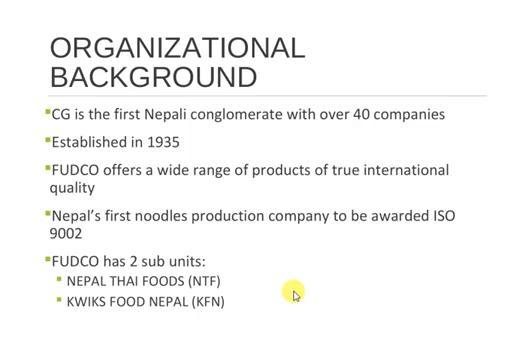 ORGANIZATIONAL
BACKGROUND
CG is the first Nepali conglomerate with over 40 companies
Established in 1935
FUDCO offers a wide range of products of true international
quality
Nepal’s first noodles production company to be awarded ISO
9002
FUDCO has 2 sub units:
NEPAL THAI FOODS (NTF)
KWIKS FOOD NEPAL (KFN)